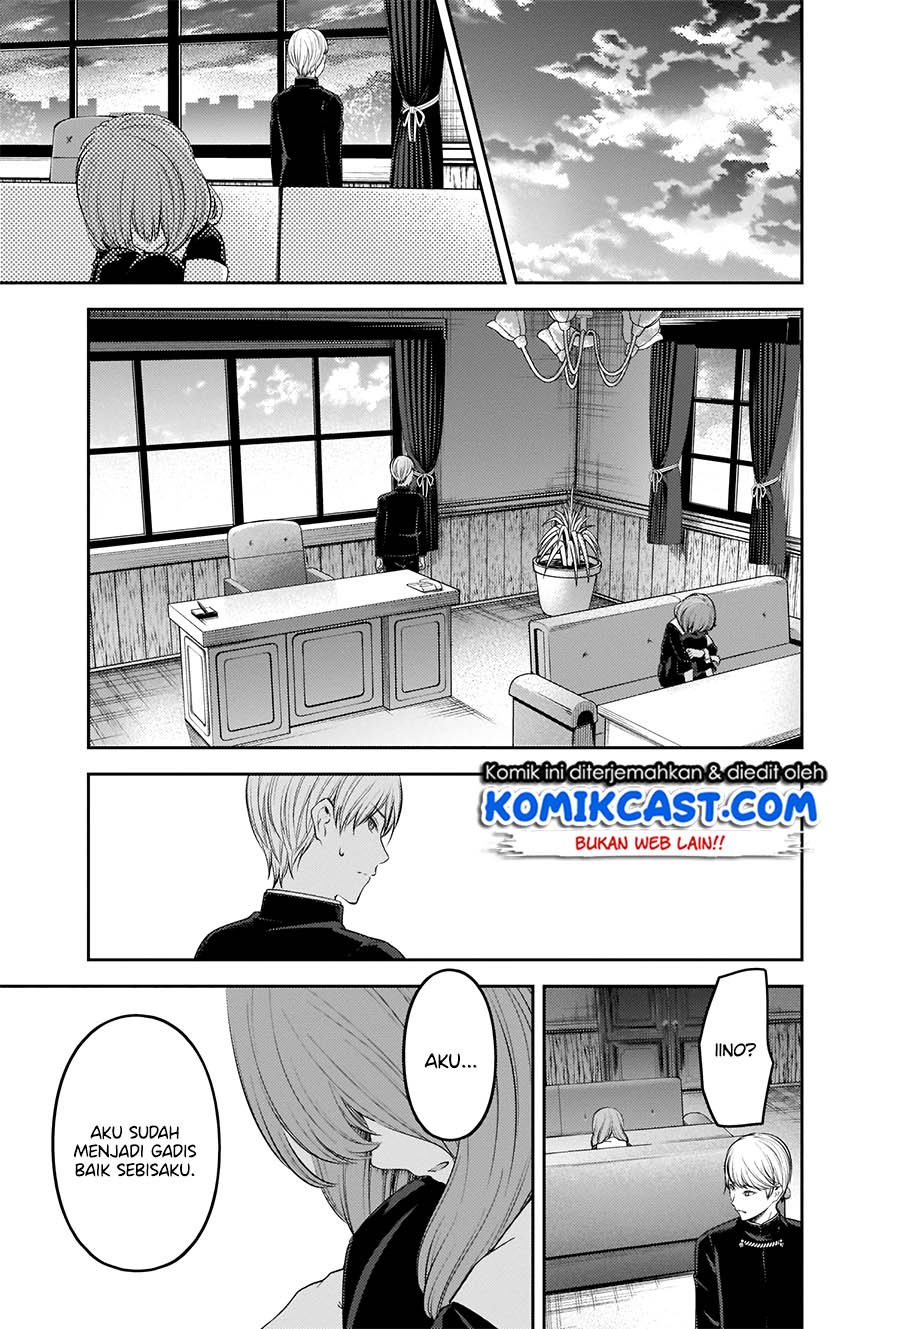 Komik ini diterjemahkan & diedit oleh
KOMIKCAST.COM
BUKAN WEB LAIN!!
IINO?
AKU...
AKU SUDAH
MENJADI GADIS
BAIK SEBISAKU.